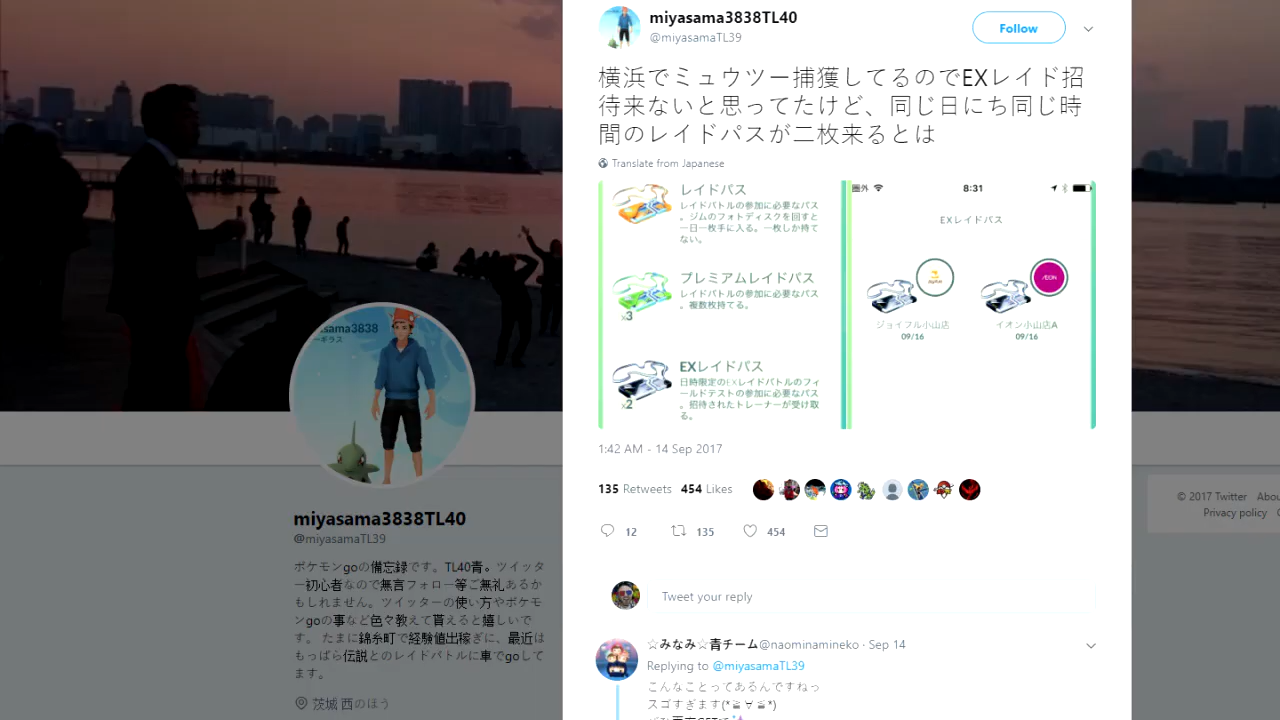 miyasama3838TL40
@miyasamaTL39
Follow
横浜でミュウツー捕獲してるのでEXレイド招
待来ないと思ってたけど、同じ日にち同じ時
間のレイドパスが二枚来るとは
Translate from Japanese
レイドパス
レイドバトルの参加に必要なパス
。ジムのフォトディスクを回すと
一日一枚手に入る。一枚しか持て
ない。
プレミアムレイドパス
レイドバトルの参加に必要なパス
。複数枚持てる。
x3
EXレイドパス
日時限定のEXレイドバトルのフィ
ールドテストの参加に必要なパス
。招待されたトレーナーが受け取
る。
x2
圏外
8:31
EXレイドパス
ÆON
ジョイフル小山店
09/16
イオン小山店A
09/16
1:42 AM - 14 Sep 2017
135 Retweets 454 Likes
12 135 454
Tweet your reply
☆みなみ☆青チーム@naominamineko · Sep 14
Replying to @miyasamaTL39
こんなことってあるんですねっ
スゴすぎます(*≧∀≦*)
sama3838
miyasama3838TL40
@miyasamaTL39
ポケモンgoの備忘録です。TL40青。ツイッタ
ー初心者なので無言フォロー等ご無礼あるか
もしれません。ツイッターの使い方やポケモ
ンgoの事など色々教えて貰えると嬉しいで
す。 たまに錦糸町で経験値出稼ぎに、最近は
もっぱら伝説とのレイドバトルに車でgoして
ます。
茨城 西のほう
© 2017 Twitter Abou
Privacy policy